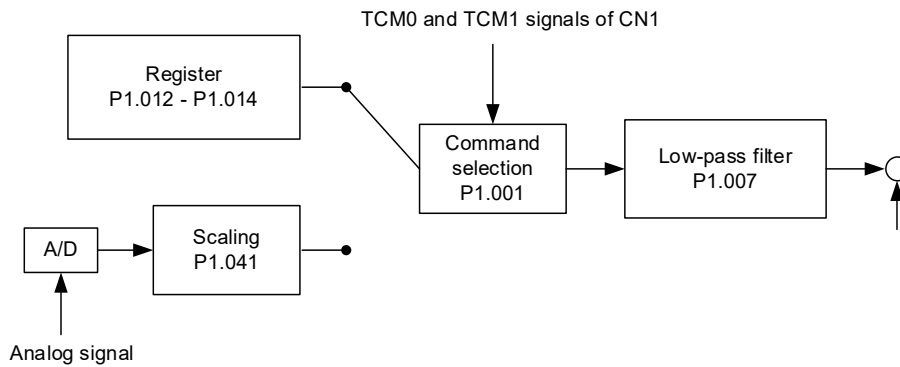 TCM0 and TCM1 signals of CN1
Register
P1.012 - P1.014
Command
selection
P1.001
Low-pass filter
P1.007
Scaling
P1.041
A/D
Analog signal